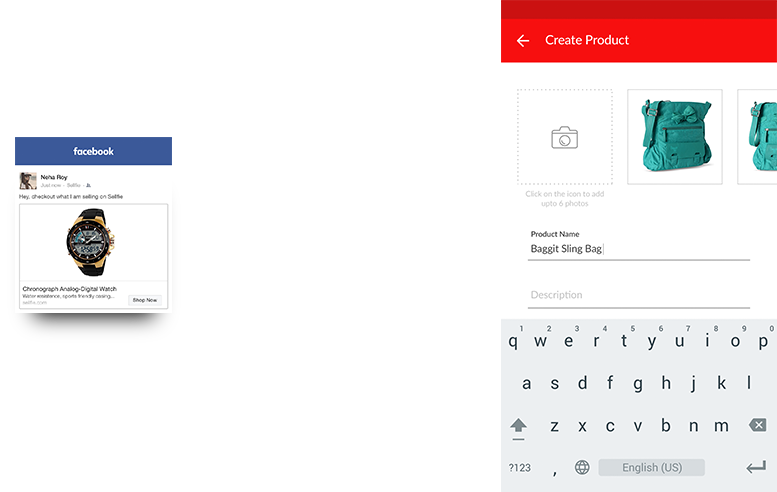 facebook
Neha Roy
Just now · Sellfie ·
Hey, checkout what I am selling on Sellfie
Chronograph Analog-Digital Watch
Water esistence, sports friendly casing...
sellfie.com
Shop Now
Create Product
Click on the icon to add
upto 6 photos
Product Name
Baggit Sling Bag
Description
1 2 3 4 5 6 7 8 9 0
q w e r t y u i o p
a s d f g h j k l
z x c v b n m
?123 , English (US)